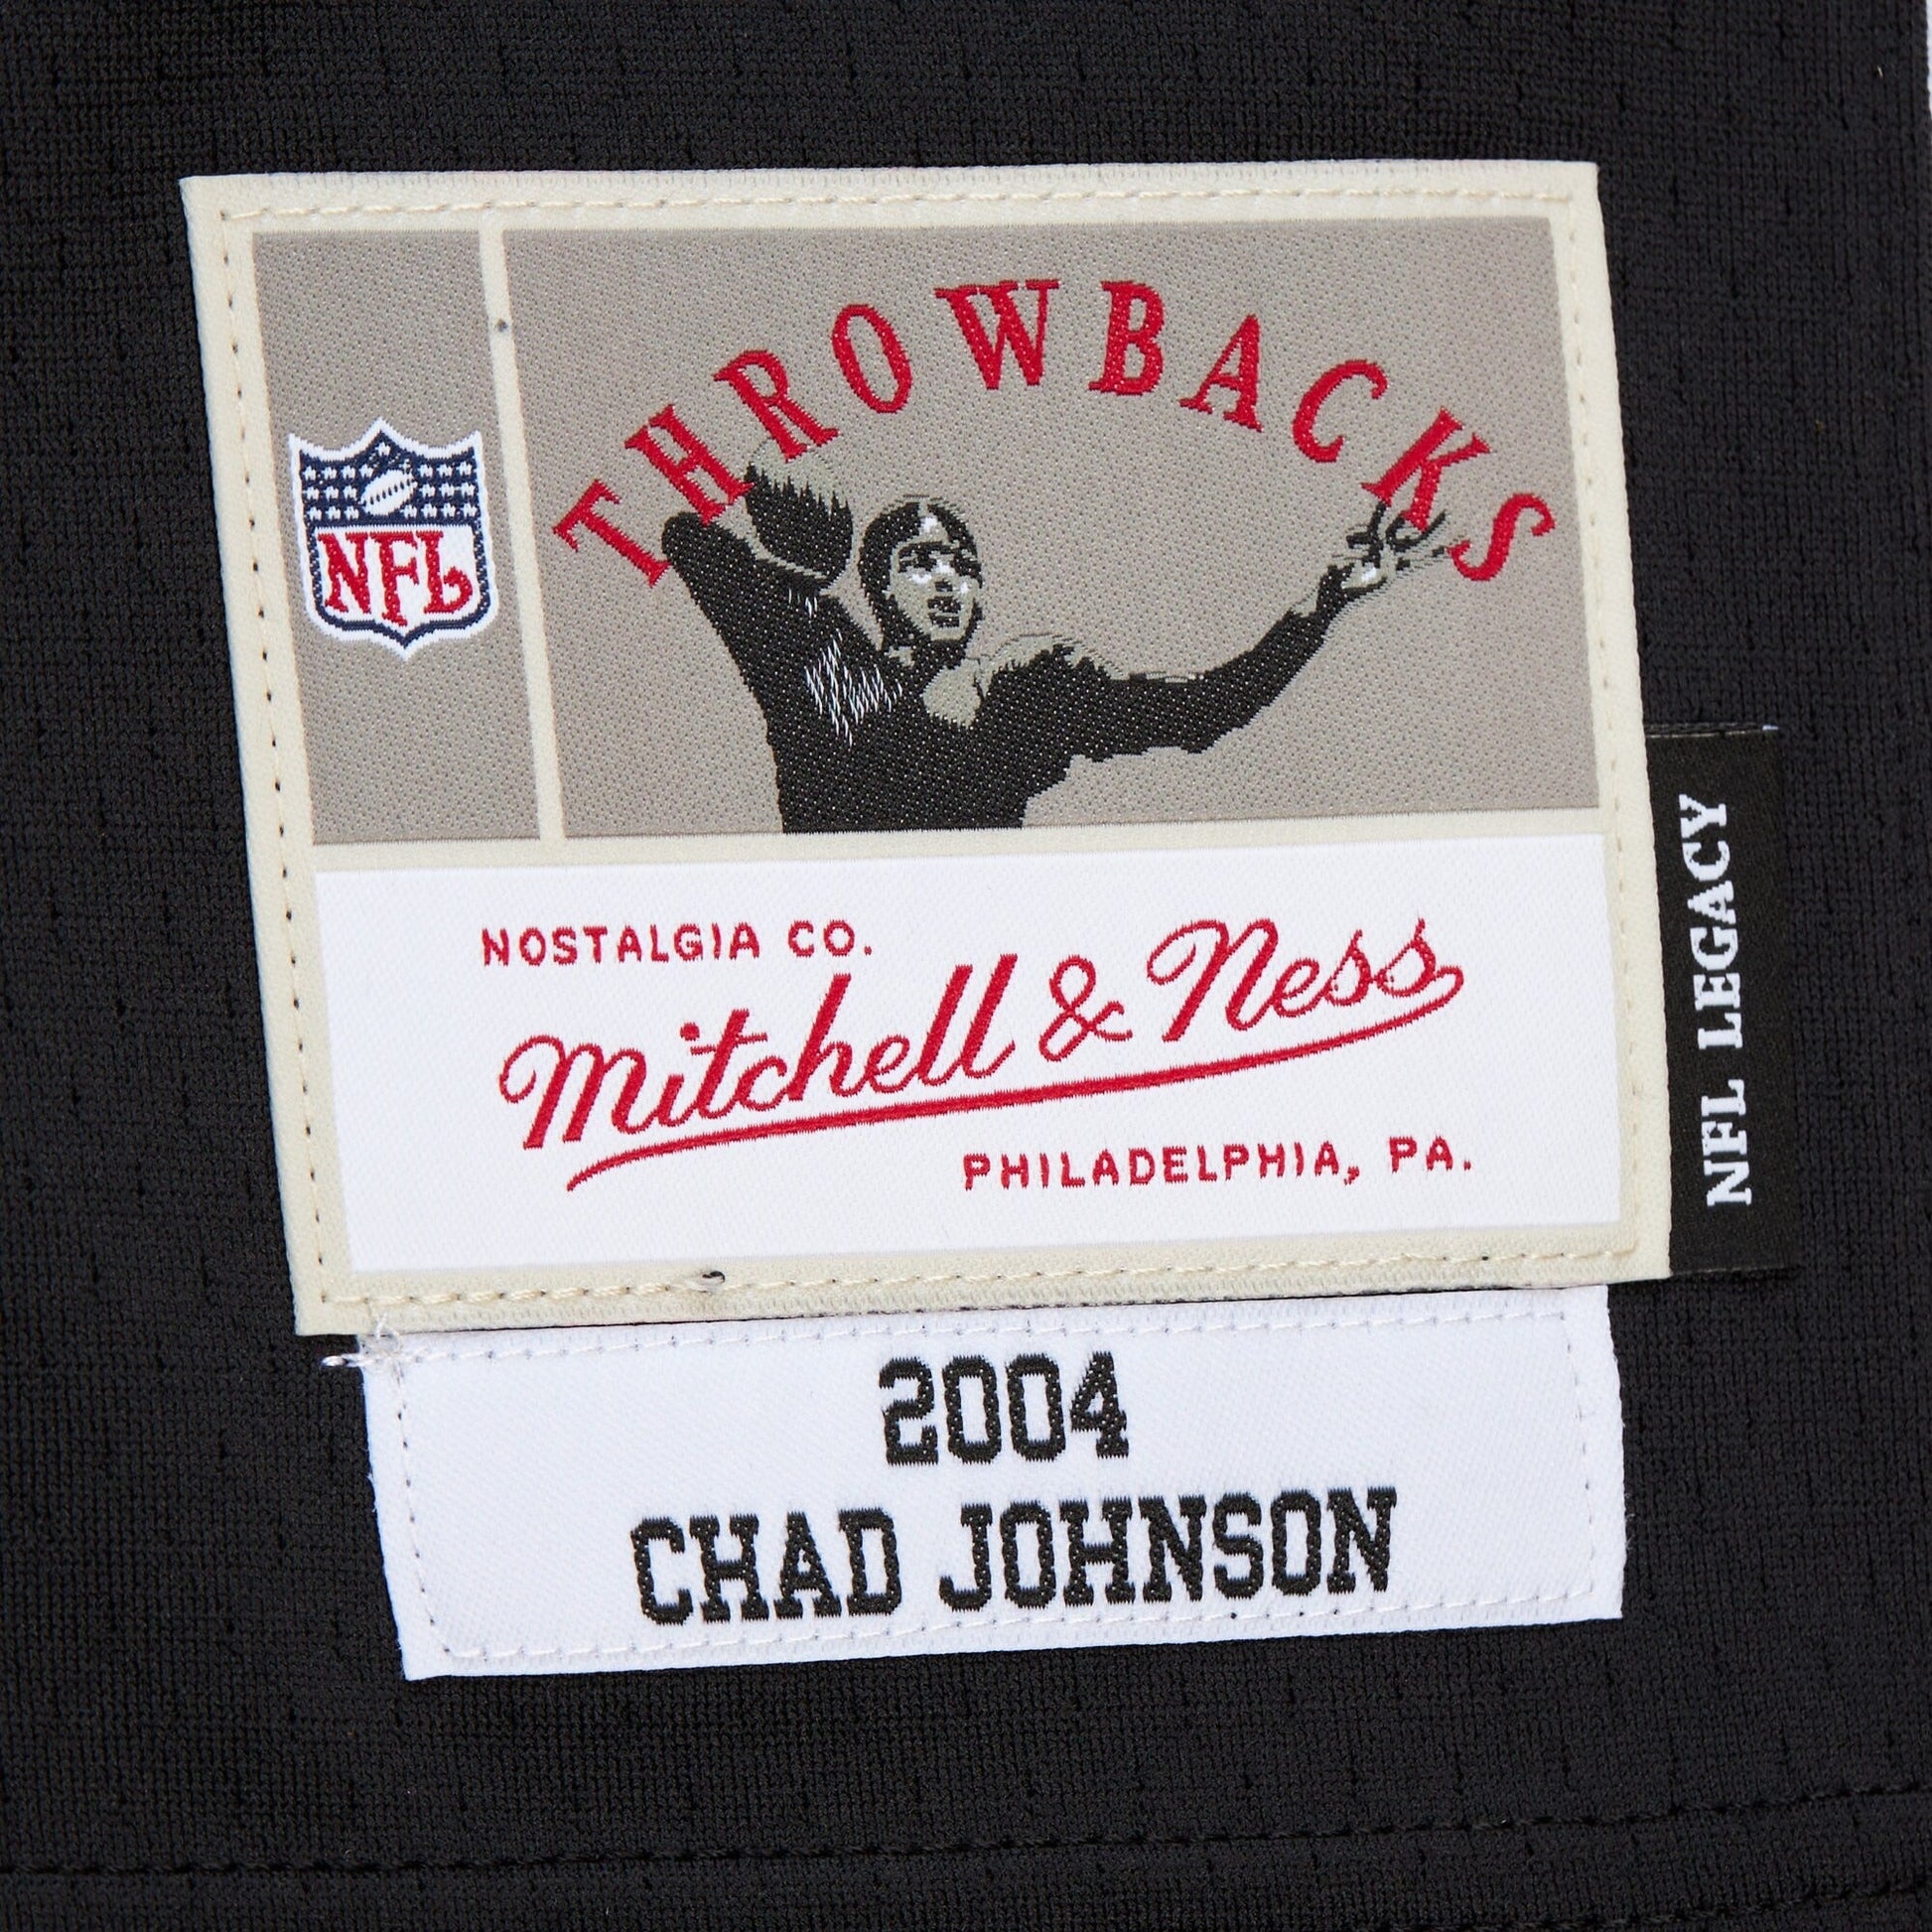 THROWBACKS
NFL
NOSTALGIA CO.
Mitchell & Ness
PHILADELPHIA, PA.
NFL LEGACY
2004
CHAD JOHNSON